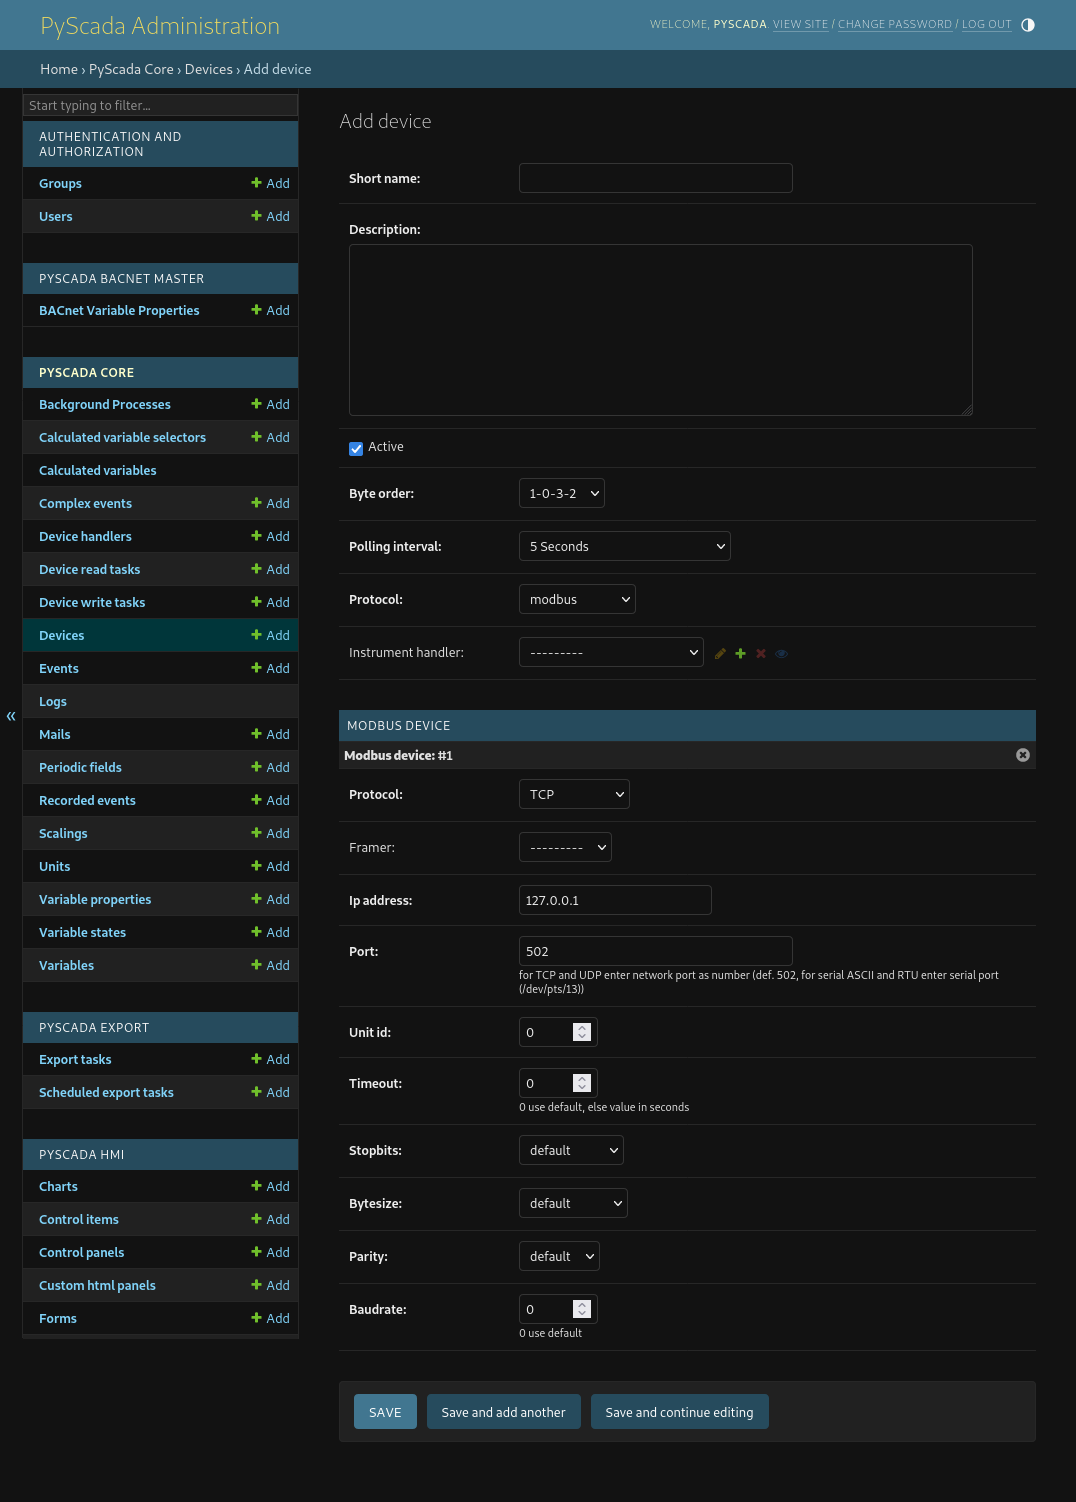 PyScada Administration
WELCOME, PYSCADA. VIEW SITE / CHANGE PASSWORD / LOG OUT
Home › PyScada Core › Devices › Add device
Start typing to filter...
AUTHENTICATION AND
AUTHORIZATION
Groups Add
Users Add
PYSCADA BACNET MASTER
BACnet Variable Properties Add
PYSCADA CORE
Background Processes Add
Calculated variable selectors Add
Calculated variables
Complex events Add
Device handlers Add
Device read tasks Add
Device write tasks Add
Devices Add
Events Add
Logs
«
Mails Add
Periodic fields Add
Recorded events Add
Scalings Add
Units Add
Variable properties Add
Variable states Add
Variables Add
PYSCADA EXPORT
Export tasks Add
Scheduled export tasks Add
PYSCADA HMI
Charts Add
Control items Add
Control panels Add
Custom html panels Add
Forms Add
Add device
Short name:
Description:
Active
Byte order: 1-0-3-2
Polling interval: 5 Seconds
Protocol: modbus
Instrument handler: ---------
MODBUS DEVICE
Modbus device: #1
Protocol: TCP
Framer: ---------
Ip address: 127.0.0.1
Port: 502
for TCP and UDP enter network port as number (def. 502, for serial ASCII and RTU enter serial port
(/dev/pts/13))
Unit id: 0
Timeout: 0
0 use default, else value in seconds
Stopbits: default
Bytesize: default
Parity: default
Baudrate: 0
0 use default
SAVE Save and add another Save and continue editing